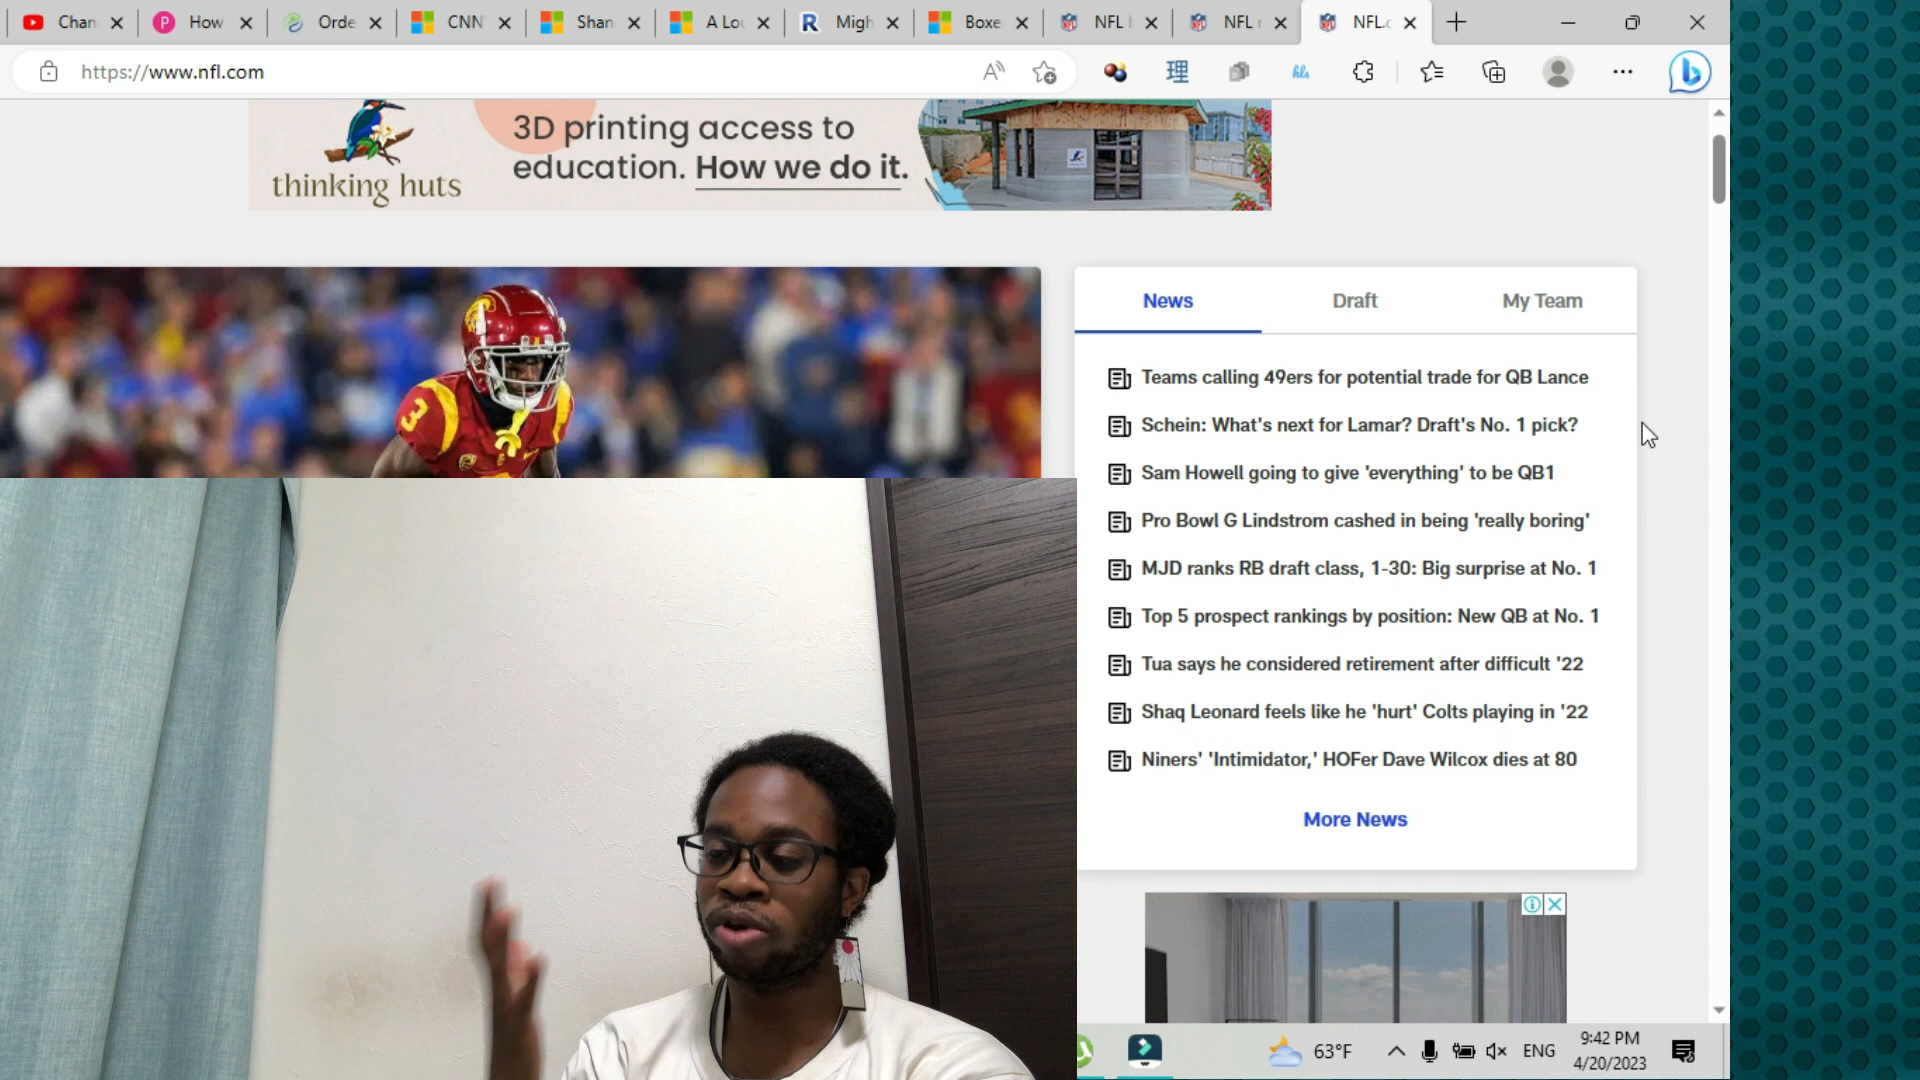 Chan
How
Orde
CNN
Shan
A Lo
Migh
Boxe
NFL
NFL r
NFL.c
https://www.nfl.com
理
hls
3D printing access to
education. How we do it.
thinking huts
3
News
Draft
My Team
Teams calling 49ers for potential trade for QB Lance
Schein: What's next for Lamar? Draft's No. 1 pick?
Sam Howell going to give 'everything' to be QB1
Pro Bowl G Lindstrom cashed in being 'really boring'
MJD ranks RB draft class, 1-30: Big surprise at No. 1
Top 5 prospect rankings by position: New QB at No. 1
Tua says he considered retirement after difficult '22
Shaq Leonard feels like he 'hurt' Colts playing in '22
Niners' 'Intimidator,' HOFer Dave Wilcox dies at 80
More News
63°F
ENG
9:42 PM
4/20/2023